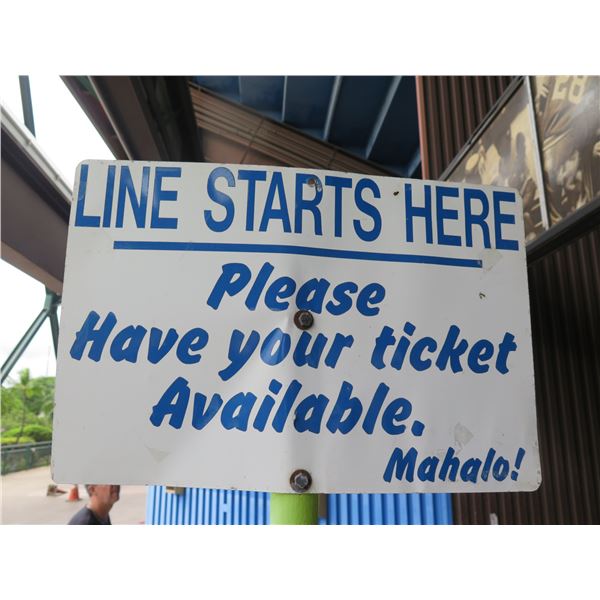 LINE STARTS HERE
Please
Have your ticket
Available.
Mahalo!